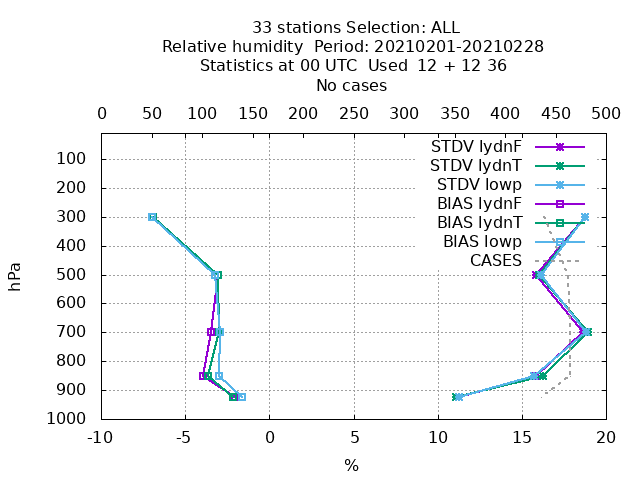 33 stations Selection: ALL
Relative humidity  Period: 20210201-20210228
Statistics at 00 UTC  Used  12 + 12 36
No cases
0 50 100 150 200 250 300 350 400 450 500
STDV lydnF
STDV lydnT
STDV lowp
BIAS lydnF
BIAS lydnT
BIAS lowp
CASES
hPa
100
200
300
400
500
600
700
800
900
1000
-10 -5 0 5 10 15 20
%